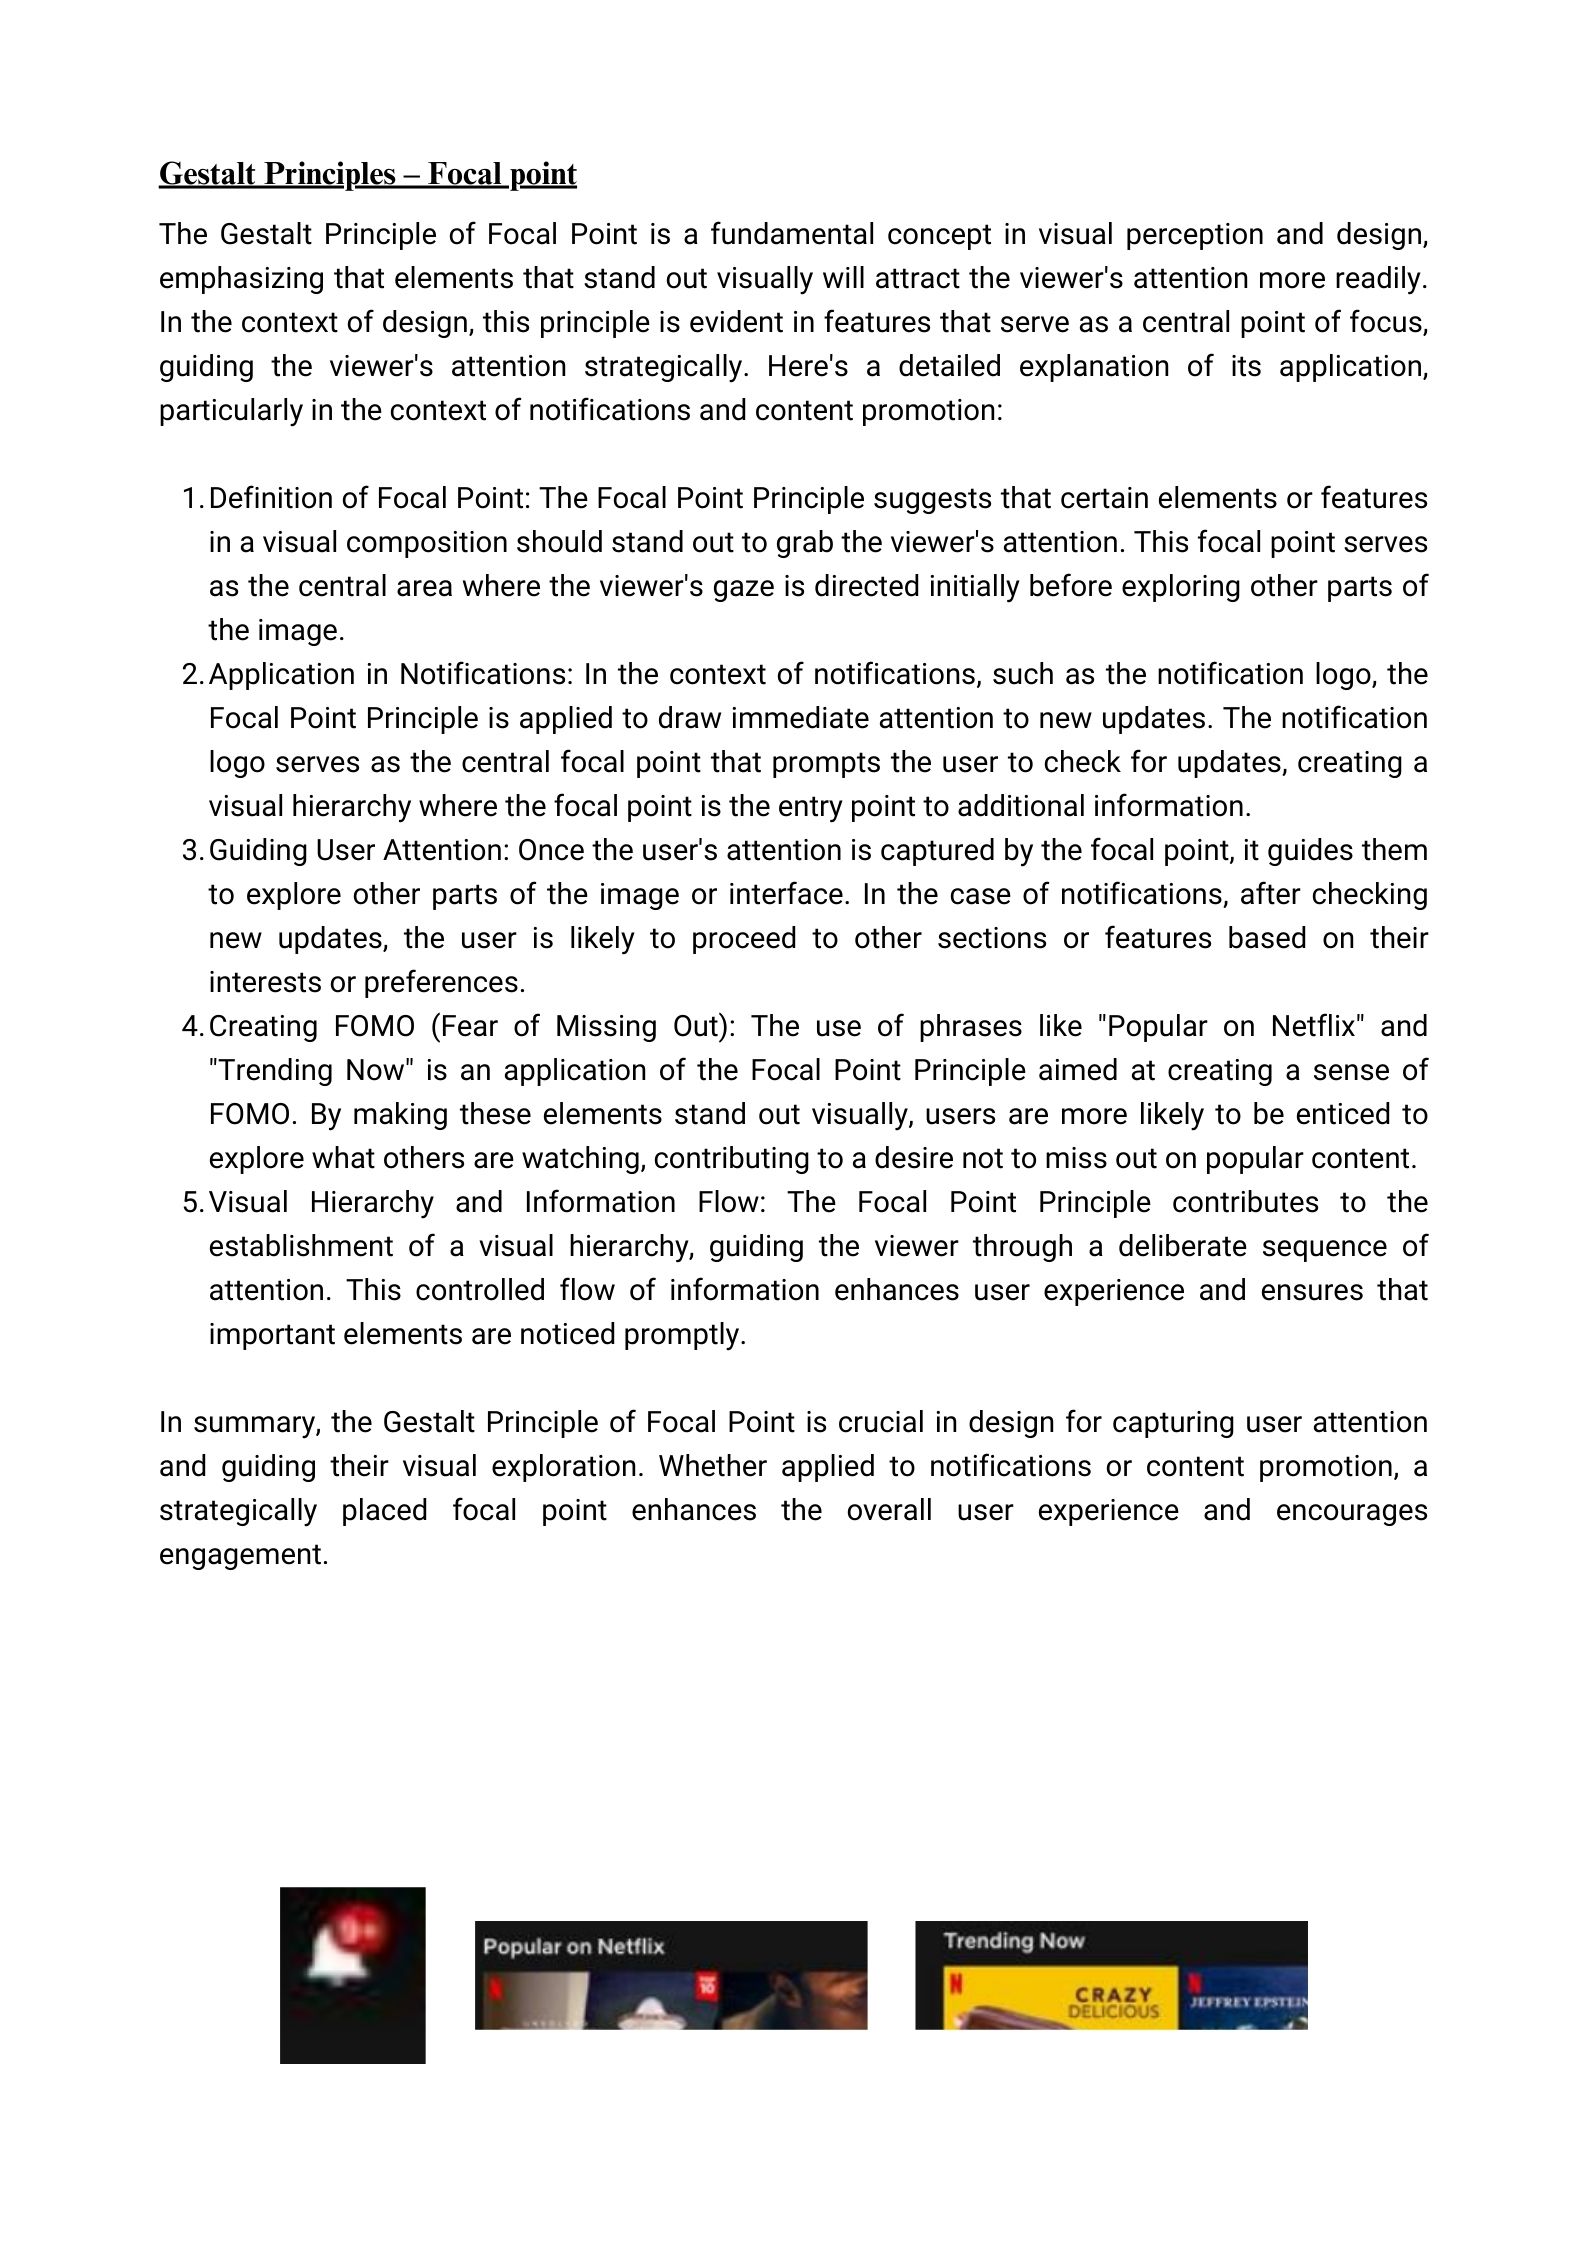 Gestalt Principles – Focal point
The Gestalt Principle of Focal Point is a fundamental concept in visual perception and design,
emphasizing that elements that stand out visually will attract the viewer's attention more readily.
In the context of design, this principle is evident in features that serve as a central point of focus,
guiding the viewer's attention strategically. Here's a detailed explanation of its application,
particularly in the context of notifications and content promotion:
1. Definition of Focal Point: The Focal Point Principle suggests that certain elements or features
in a visual composition should stand out to grab the viewer's attention. This focal point serves
as the central area where the viewer's gaze is directed initially before exploring other parts of
the image.
2. Application in Notifications: In the context of notifications, such as the notification logo, the
Focal Point Principle is applied to draw immediate attention to new updates. The notification
logo serves as the central focal point that prompts the user to check for updates, creating a
visual hierarchy where the focal point is the entry point to additional information.
3. Guiding User Attention: Once the user's attention is captured by the focal point, it guides them
to explore other parts of the image or interface. In the case of notifications, after checking
new updates, the user is likely to proceed to other sections or features based on their
interests or preferences.
4. Creating FOMO (Fear of Missing Out): The use of phrases like "Popular on Netflix" and
"Trending Now" is an application of the Focal Point Principle aimed at creating a sense of
FOMO. By making these elements stand out visually, users are more likely to be enticed to
explore what others are watching, contributing to a desire not to miss out on popular content.
5. Visual Hierarchy and Information Flow: The Focal Point Principle contributes to the
establishment of a visual hierarchy, guiding the viewer through a deliberate sequence of
attention. This controlled flow of information enhances user experience and ensures that
important elements are noticed promptly.
In summary, the Gestalt Principle of Focal Point is crucial in design for capturing user attention
and guiding their visual exploration. Whether applied to notifications or content promotion, a
strategically placed focal point enhances the overall user experience and encourages
engagement.
9+
Popular on Netflix
N
TOP
10
Trending Now
N
CRAZY
DELICIOUS
N
JEFFREY EPSTEIN